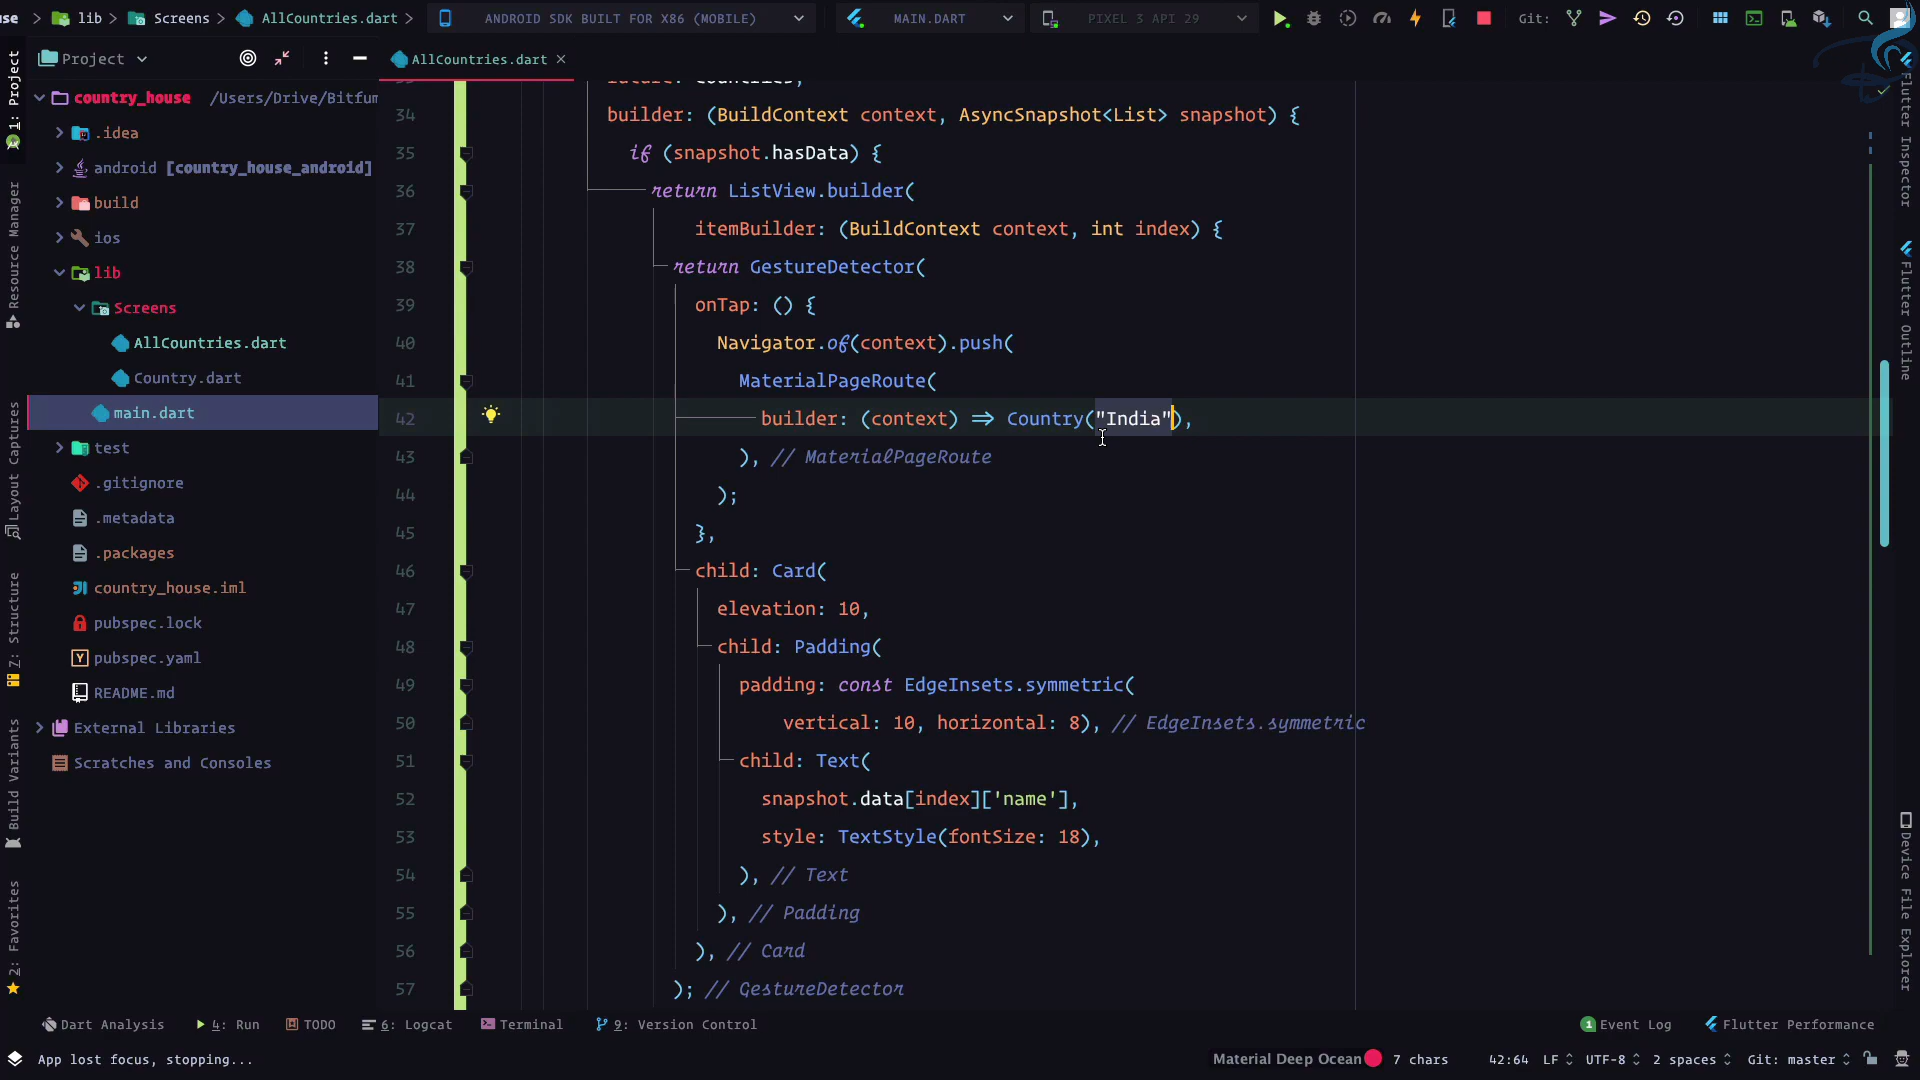 se lib Screens AllCountries.dart ANDROID SDK BUILT FOR X86 (MOBILE) MAIN.DART PIXEL 3 API 29 Git:
Project
AllCountries.dart
country_house /Users/Drive/Bitfum
.idea
android [country_house_android]
build
ios
lib
Screens
AllCountries.dart
Country.dart
main.dart
test
.gitignore
.metadata
.packages
country_house.iml
pubspec.lock
pubspec.yaml
README.md
External Libraries
Scratches and Consoles
1: Project
Resource Manager
Layout Captures
7: Structure
Build Variants
2: Favorites
34 builder: (BuildContext context, AsyncSnapshot<List> snapshot) {
35 if (snapshot.hasData) {
36 return ListView.builder(
37 itemBuilder: (BuildContext context, int index) {
38 return GestureDetector(
39 onTap: () {
40 Navigator.of(context).push(
41 MaterialPageRoute(
42 builder: (context) => Country("India"),
43 ), // MaterialPageRoute
44 );
45 },
46 child: Card(
47 elevation: 10,
48 child: Padding(
49 padding: const EdgeInsets.symmetric(
50 vertical: 10, horizontal: 8), // EdgeInsets.symmetric
51 child: Text(
52 snapshot.data[index]['name'],
53 style: TextStyle(fontSize: 18),
54 ), // Text
55 ), // Padding
56 ), // Card
57 ); // GestureDetector
Flutter Inspector
Flutter Outline
Device File Explorer
Dart Analysis 4: Run TODO 6: Logcat Terminal 9: Version Control 1 Event Log Flutter Performance
App lost focus, stopping... Material Deep Ocean 7 chars 42:64 LF UTF-8 2 spaces Git: master